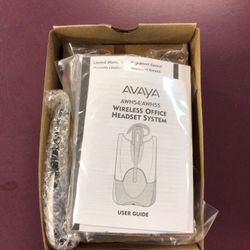 AVAYA
AWH54/AWH55
WIRELESS OFFICE
HEADSET SYSTEM
USER GUIDE